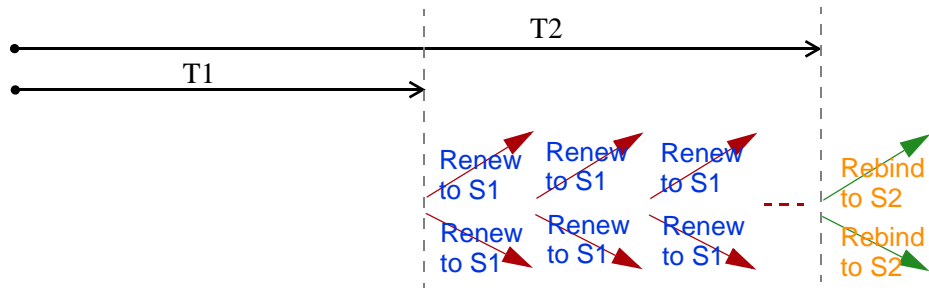 T2
T1
Renew
to S1
Renew
to S1
Renew
to S1
Rebind
to S2
Renew
to S1
Renew
to S1
Renew
to S1
Rebind
to S2